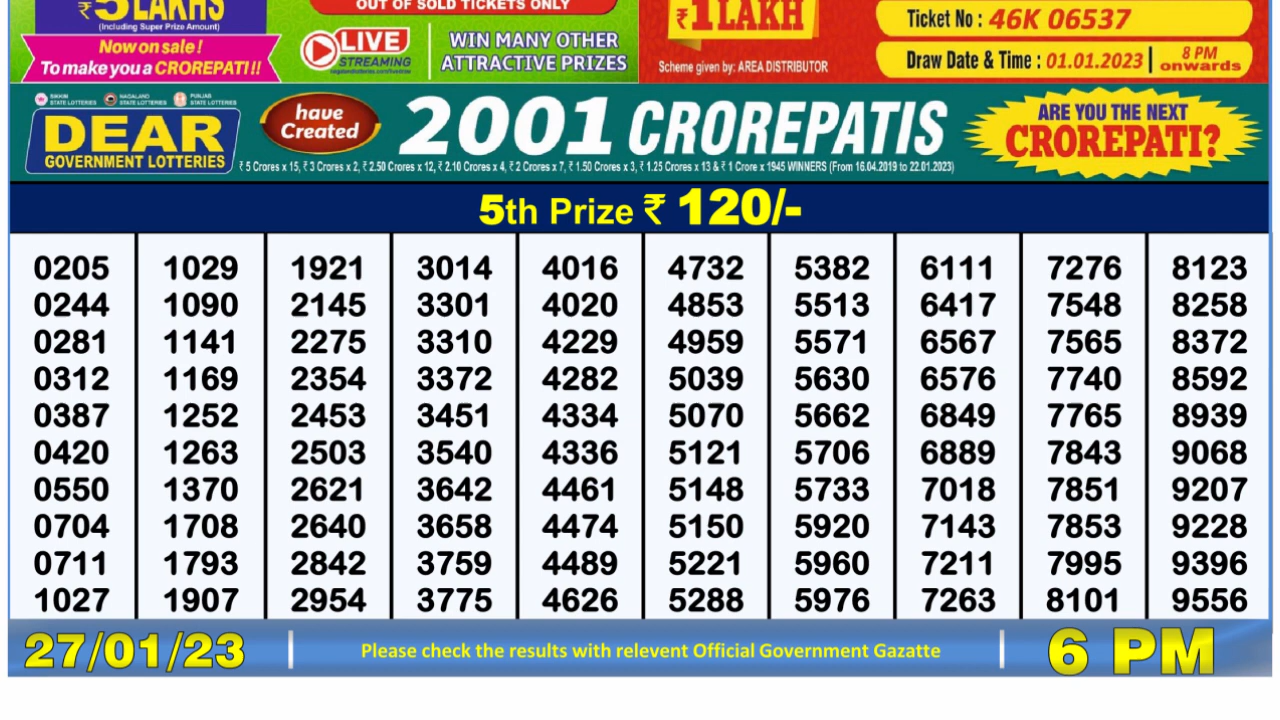 ₹5 LAKHS
(Including Super Prize Amount)
Now on sale !
To make you a CROREPATI !!
OUT OF SOLD TICKETS ONLY
LIVE
STREAMING
WIN MANY OTHER
ATTRACTIVE PRIZES
₹1 LAKH
Scheme given by: AREA DISTRIBUTOR
Ticket No : 46K 06537
Draw Date & Time : 01.01.2023 | 8 PM onwards
SIKKIM STATE LOTTERIES NAGALAND STATE LOTTERIES PUNJAB STATE LOTTERIES
DEAR
GOVERNMENT LOTTERIES
have
Created
2001 CROREPATIS
₹ 5 Crores x 15, ₹ 3 Crores x 2, ₹ 2.50 Crores x 12, ₹ 2.10 Crores x 4, ₹ 2 Crores x 7, ₹ 1.50 Crores x 3, ₹ 1.25 Crores x 13 & ₹ 1 Crore x 1945 WINNERS (From 16.04.2019 to 22.01.2023)
ARE YOU THE NEXT
CROREPATI?
5th Prize ₹ 120/-
0205 1029 1921 3014 4016 4732 5382 6111 7276 8123
0244 1090 2145 3301 4020 4853 5513 6417 7548 8258
0281 1141 2275 3310 4229 4959 5571 6567 7565 8372
0312 1169 2354 3372 4282 5039 5630 6576 7740 8592
0387 1252 2453 3451 4334 5070 5662 6849 7765 8939
0420 1263 2503 3540 4336 5121 5706 6889 7843 9068
0550 1370 2621 3642 4461 5148 5733 7018 7851 9207
0704 1708 2640 3658 4474 5150 5920 7143 7853 9228
0711 1793 2842 3759 4489 5221 5960 7211 7995 9396
1027 1907 2954 3775 4626 5288 5976 7263 8101 9556
27/01/23 | Please check the results with relevent Official Government Gazatte | 6 PM